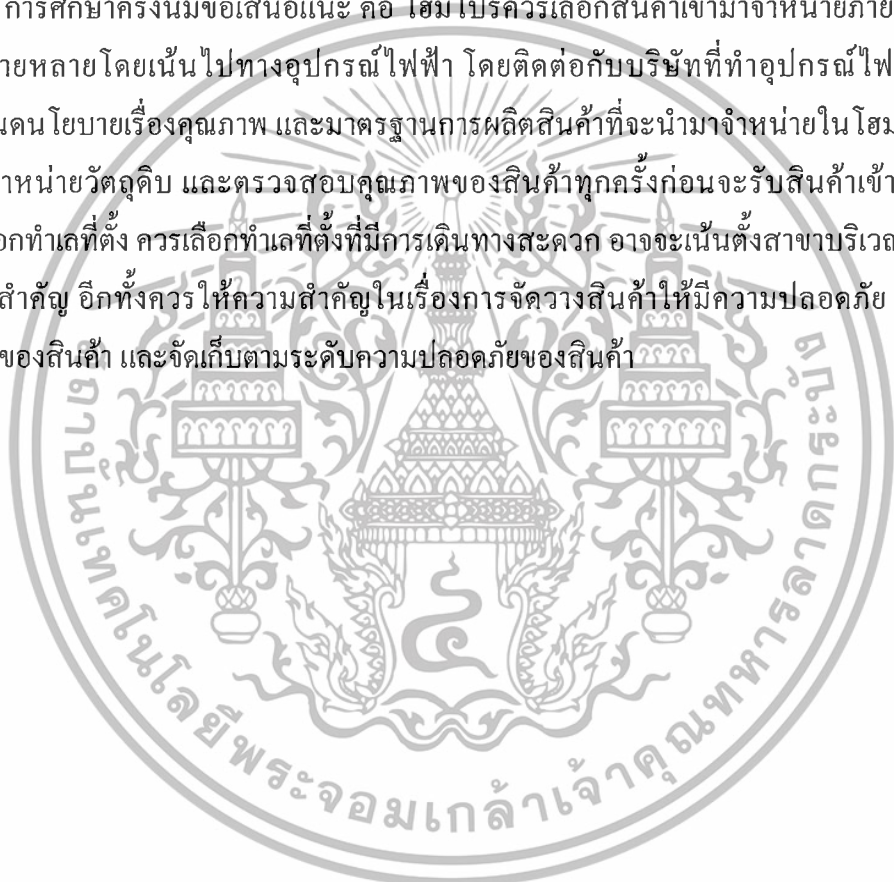 การศึกษาครั้งนี้มีข้อเสนอแนะ คือ โฮมโปรควรเลือกสินค้าเข้ามาจำหน่ายภาย
ายหลายโดยเน้นไปทางอุปกรณ์ไฟฟ้า โดยติดต่อกับบริษัทที่ทำอุปกรณ์ไฟ
นดนโยบายเรื่องคุณภาพ และมาตรฐานการผลิตสินค้าที่จะนำมาจำหน่ายในโฮม
าหน่ายวัตถุดิบ และตรวจสอบคุณภาพของสินค้าทุกครั้งก่อนจะรับสินค้าเข้า
อกทำเลที่ตั้ง ควรเลือกทำเลที่ตั้งที่มีการเดินทางสะดวก อาจจะเน้นตั้งสาขาบริเวณ
สำคัญ อีกทั้งควรให้ความสำคัญในเรื่องการจัดวางสินค้าให้มีความปลอดภัย
ของสินค้า และจัดเก็บตามระดับความปลอดภัยของสินค้า
สถาบันเทคโนโลยีพระจอมเกล้าเจ้าคุณทหารลาดกระบัง
๔